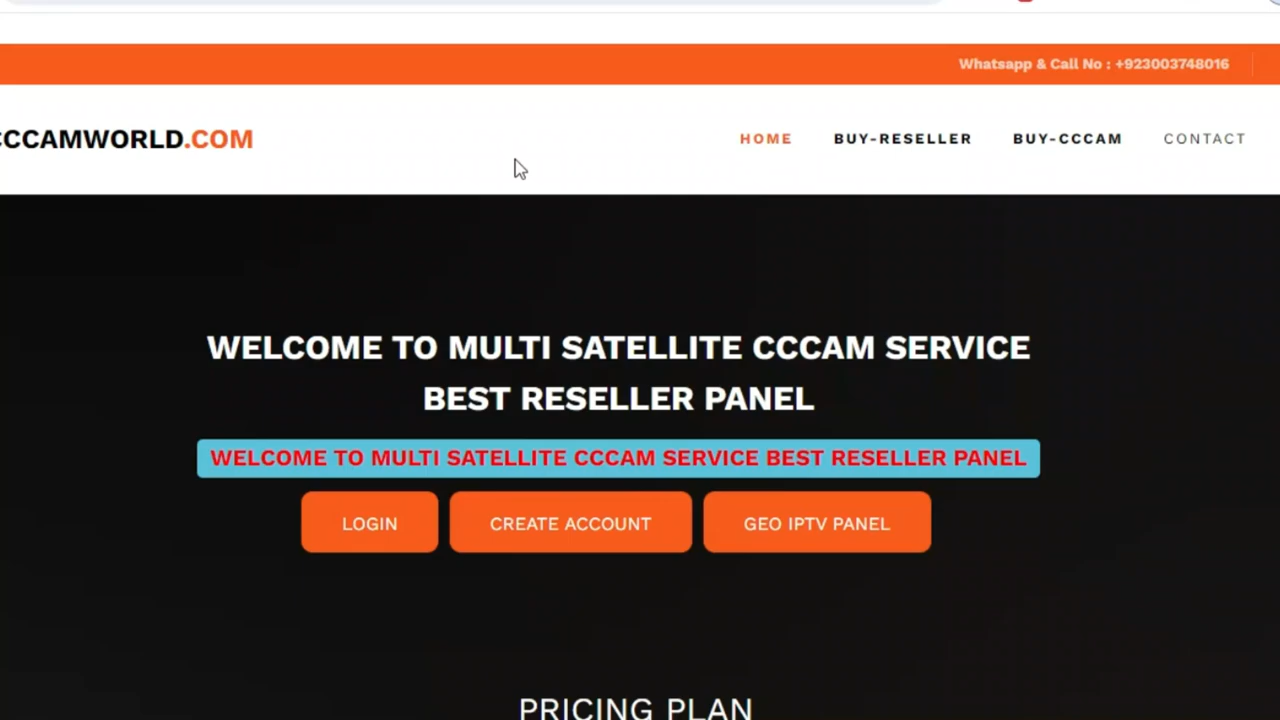 Whatsapp & Call No : +923003748016
CCCAMWORLD.COM
HOME BUY-RESELLER BUY-CCCAM CONTACT
WELCOME TO MULTI SATELLITE CCCAM SERVICE
BEST RESELLER PANEL
WELCOME TO MULTI SATELLITE CCCAM SERVICE BEST RESELLER PANEL
LOGIN CREATE ACCOUNT GEO IPTV PANEL
PRICING PLAN